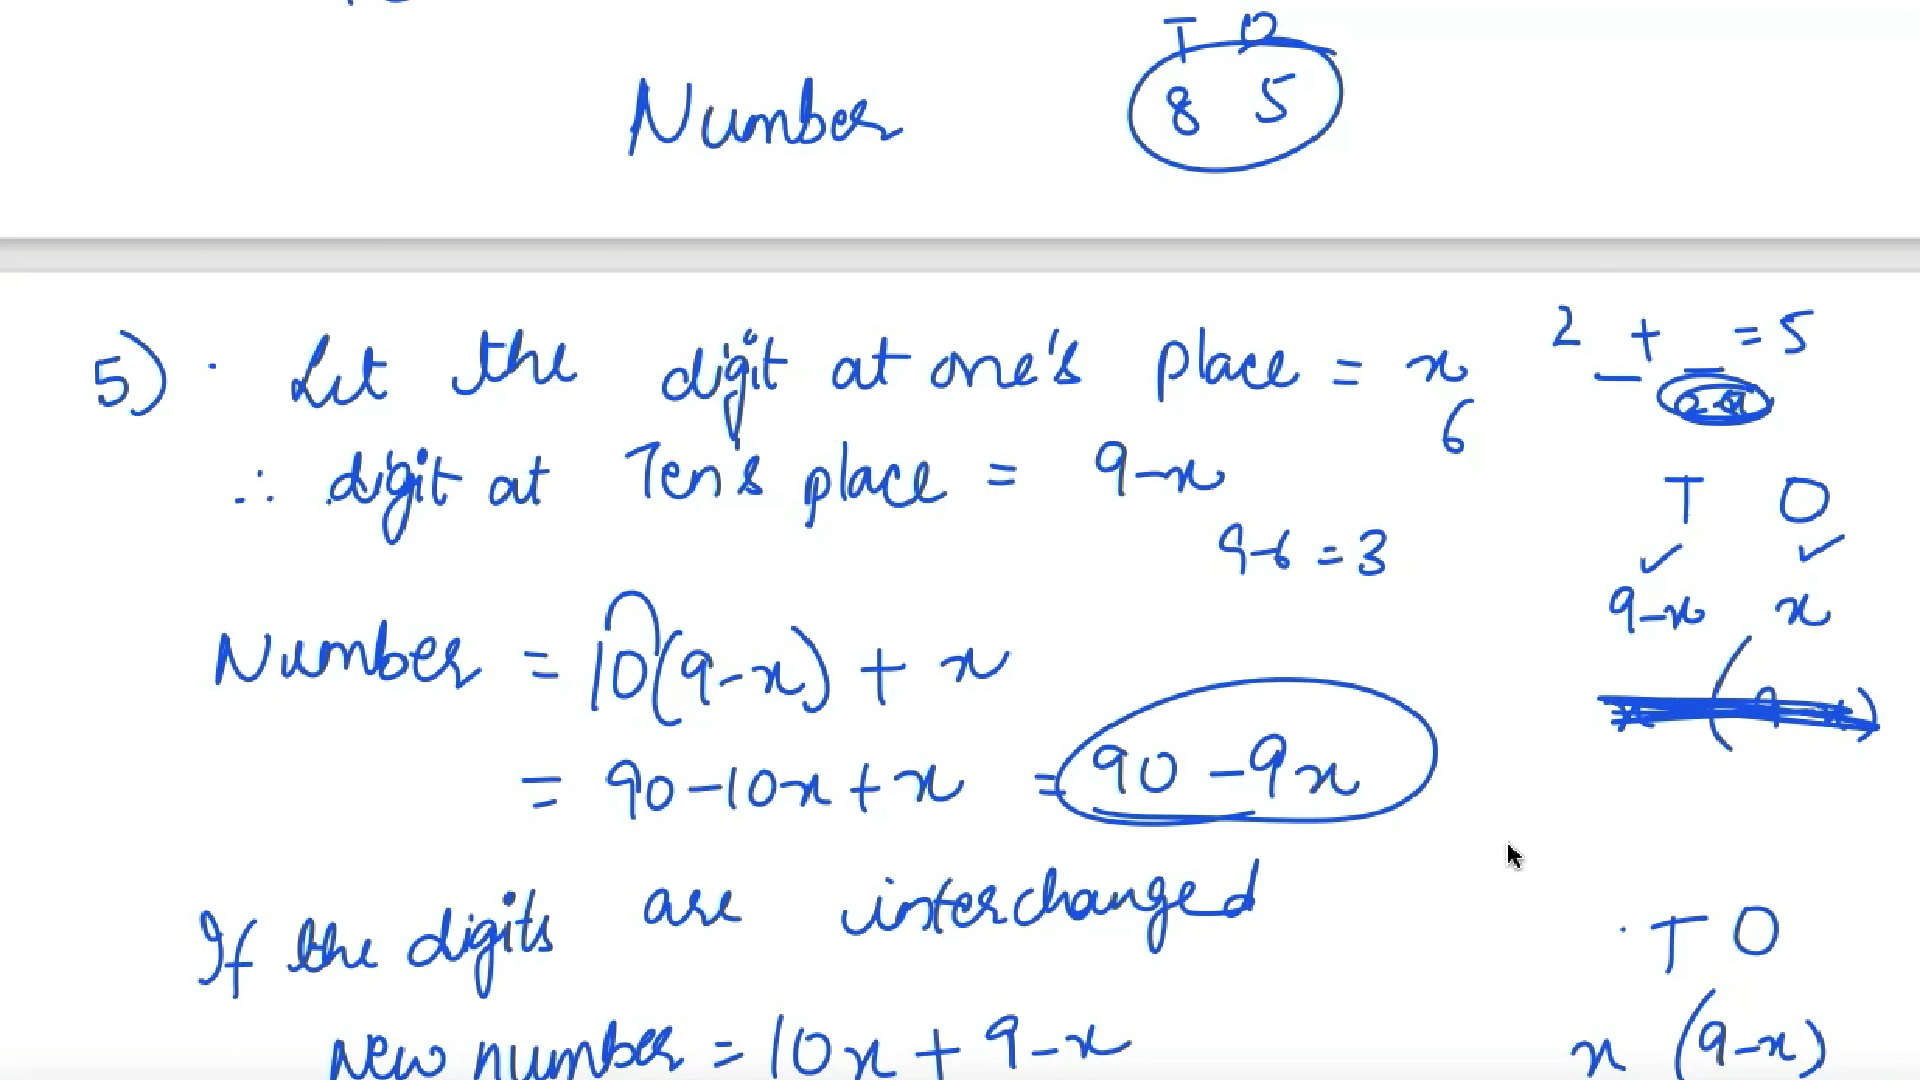 T O
Number 8 5
5) Let the digit at one's place = x
6
2 + _ = 5
∴ digit at Ten's place = 9-x
9-6 = 3
T O
9-x x
Number = 10(9-x) + x
= 90-10x+x = 90-9x
If the digits are interchanged
T O
New number = 10x + 9-x
x (9-x)